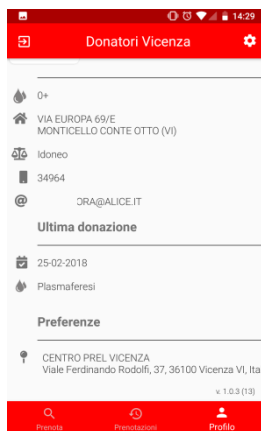 14:29
Donatori Vicenza
0+
VIA EUROPA 69/E
MONTICELLO CONTE OTTO (VI)
Idoneo
34964
@ ORA@ALICE.IT
Ultima donazione
25-02-2018
Plasmaferesi
Preferenze
CENTRO PREL VICENZA
Viale Ferdinando Rodolfi, 37, 36100 Vicenza VI, Ita
v. 1.0.3 (13)
Prenota Prenotazioni Profilo